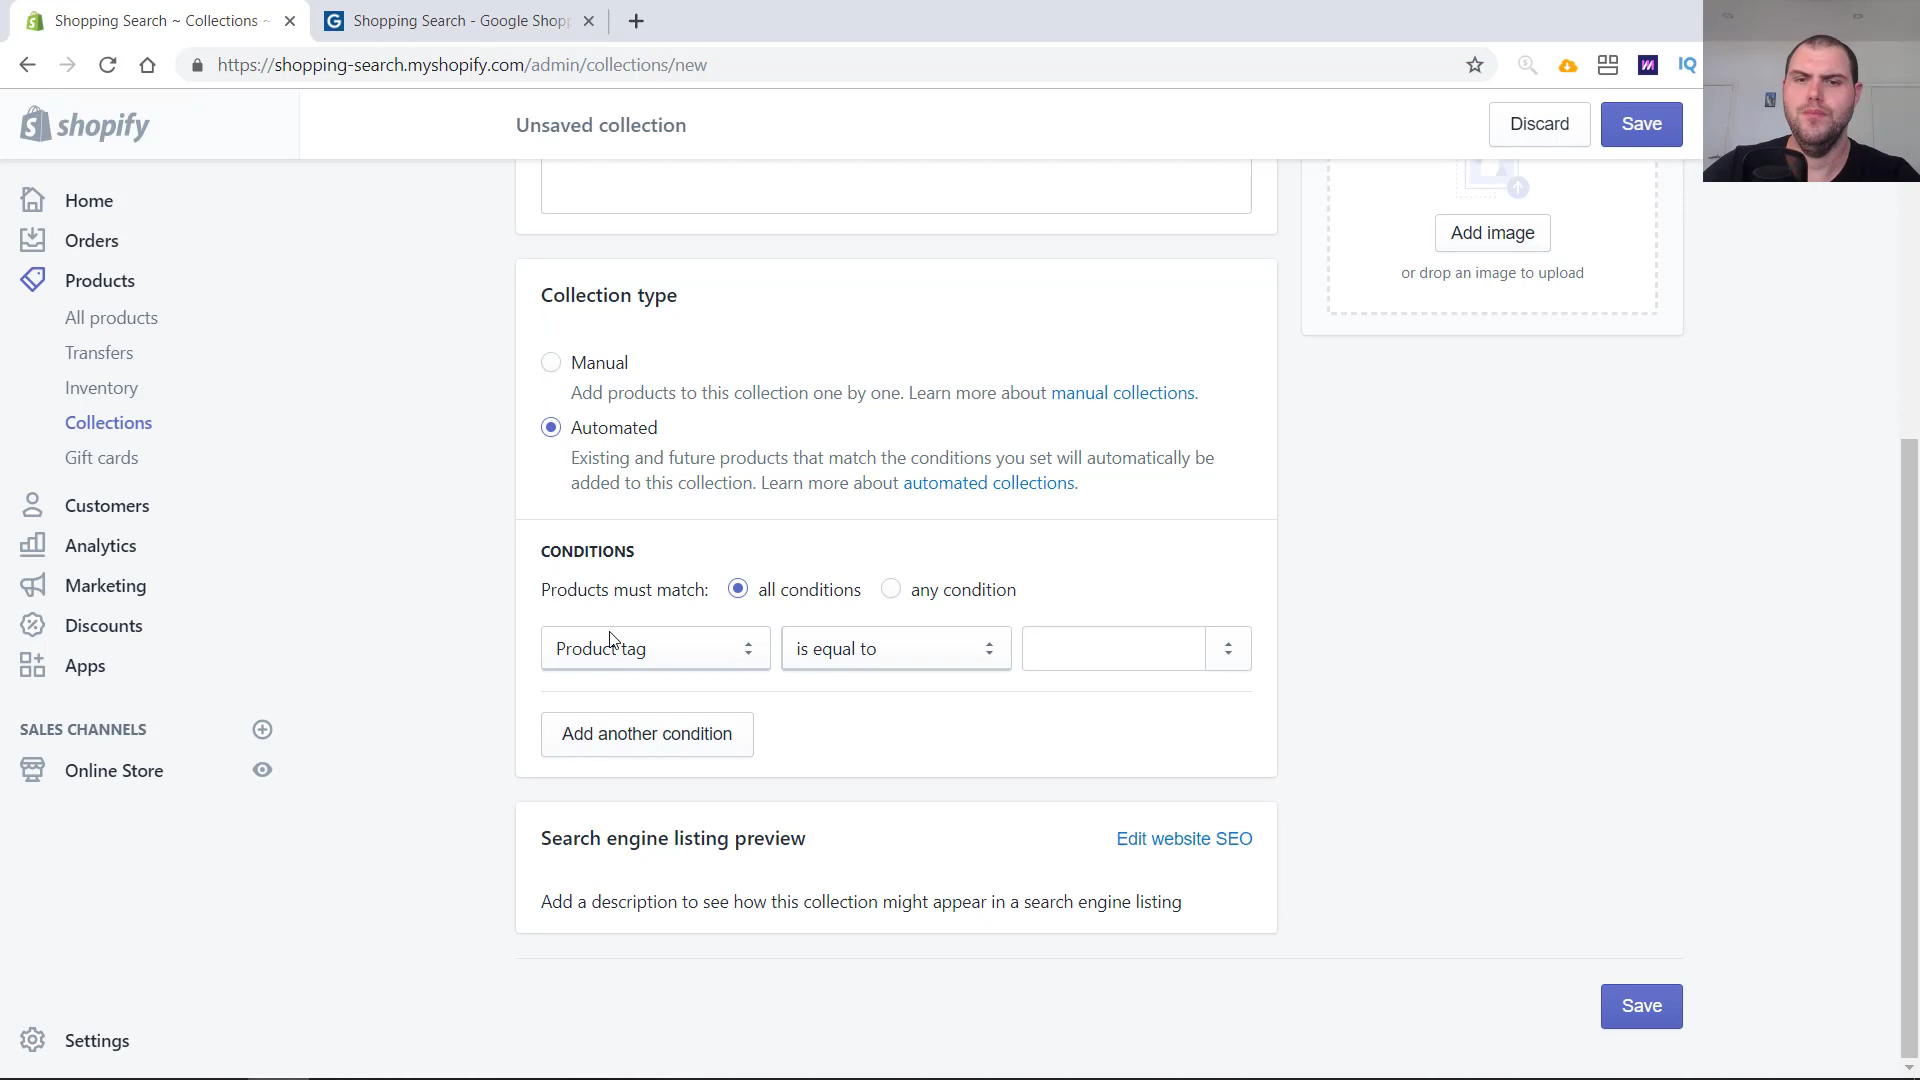 Shopping Search ~ Collections ~
Shopping Search - Google Shopp
https://shopping-search.myshopify.com/admin/collections/new
IQ
shopify
Unsaved collection
Discard
Save
Home
Orders
Products
All products
Transfers
Inventory
Collections
Gift cards
Customers
Analytics
Marketing
Discounts
Apps
SALES CHANNELS
Online Store
Settings
Add image
or drop an image to upload
Collection type
Manual
Add products to this collection one by one. Learn more about manual collections.
Automated
Existing and future products that match the conditions you set will automatically be
added to this collection. Learn more about automated collections.
CONDITIONS
Products must match: all conditions any condition
Product tag
is equal to
Add another condition
Search engine listing preview
Edit website SEO
Add a description to see how this collection might appear in a search engine listing
Save